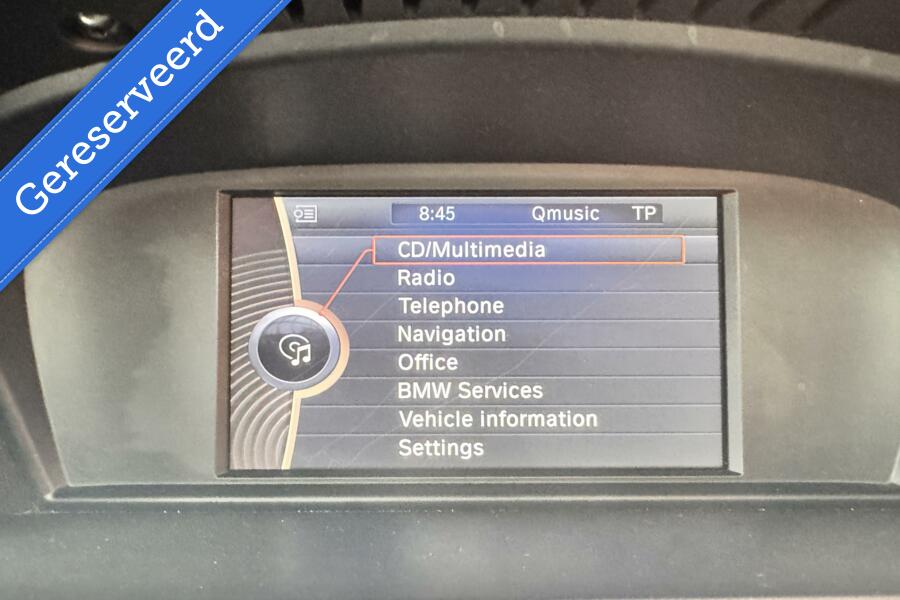 Gereserveerd
8:45 Qmusic TP
CD/Multimedia
Radio
Telephone
Navigation
Office
BMW Services
Vehicle information
Settings